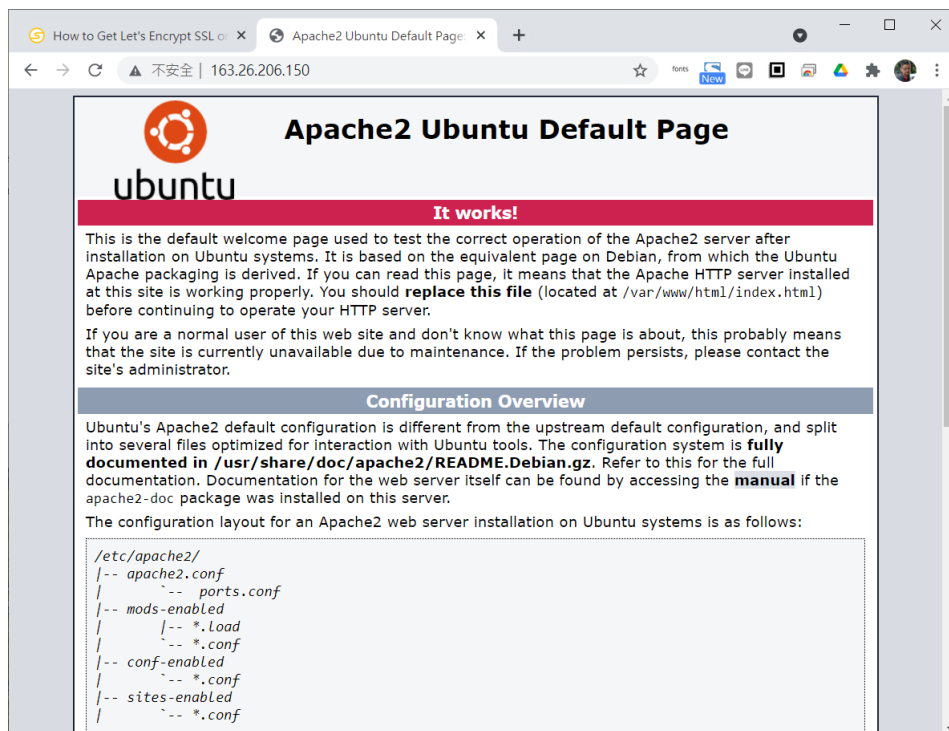 How to Get Let's Encrypt SSL or
Apache2 Ubuntu Default Page:
不安全 | 163.26.206.150
fonts
New
Apache2 Ubuntu Default Page
ubuntu
It works!
This is the default welcome page used to test the correct operation of the Apache2 server after
installation on Ubuntu systems. It is based on the equivalent page on Debian, from which the Ubuntu
Apache packaging is derived. If you can read this page, it means that the Apache HTTP server installed
at this site is working properly. You should replace this file (located at /var/www/html/index.html)
before continuing to operate your HTTP server.
If you are a normal user of this web site and don't know what this page is about, this probably means
that the site is currently unavailable due to maintenance. If the problem persists, please contact the
site's administrator.
Configuration Overview
Ubuntu's Apache2 default configuration is different from the upstream default configuration, and split
into several files optimized for interaction with Ubuntu tools. The configuration system is fully
documented in /usr/share/doc/apache2/README.Debian.gz. Refer to this for the full
documentation. Documentation for the web server itself can be found by accessing the manual if the
apache2-doc package was installed on this server.
The configuration layout for an Apache2 web server installation on Ubuntu systems is as follows:
/etc/apache2/
|-- apache2.conf
|       `--  ports.conf
|-- mods-enabled
|       |-- *.load
|       `-- *.conf
|-- conf-enabled
|       `-- *.conf
|-- sites-enabled
|       `-- *.conf